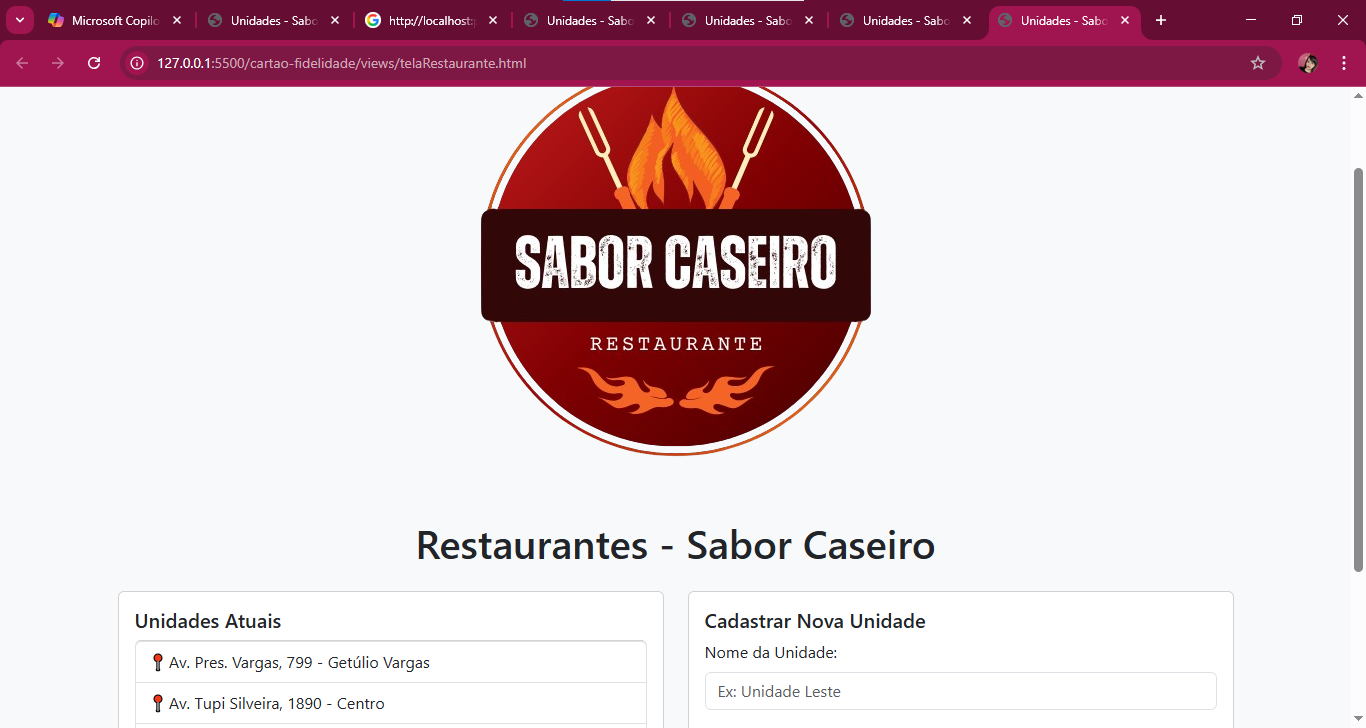 Microsoft Copilo
Unidades - Sabo
http://localhost:
Unidades - Sabo
Unidades - Sabo
Unidades - Sabo
Unidades - Sabo
127.0.0.1:5500/cartao-fidelidade/views/telaRestaurante.html
SABOR CASEIRO
RESTAURANTE
Restaurantes - Sabor Caseiro
Unidades Atuais
Av. Pres. Vargas, 799 - Getúlio Vargas
Av. Tupi Silveira, 1890 - Centro
Cadastrar Nova Unidade
Nome da Unidade:
Ex: Unidade Leste